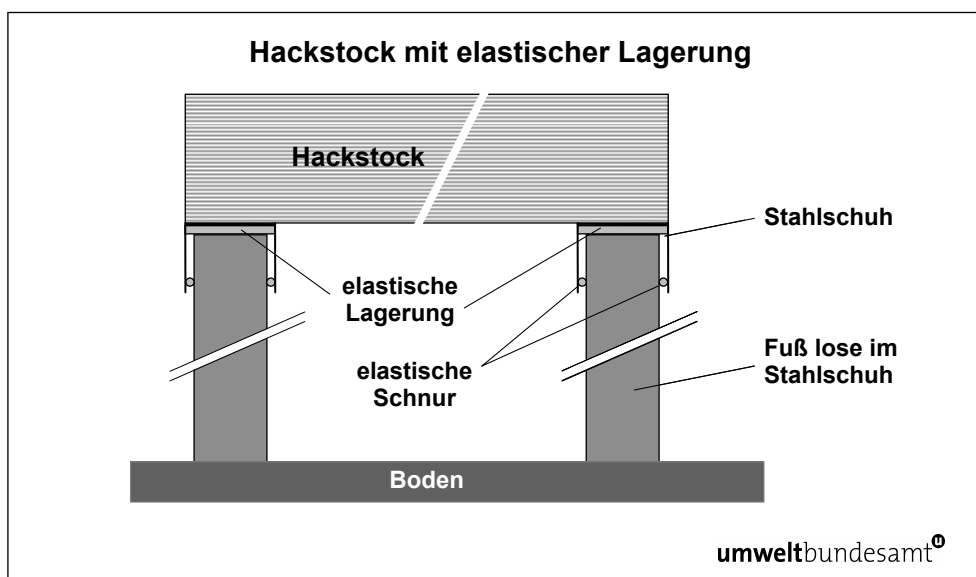 Hackstock mit elastischer Lagerung
Hackstock
Stahlschuh
elastische
Lagerung
Fuß lose im
Stahlschuh
elastische
Schnur
Boden
umweltbundesamt u